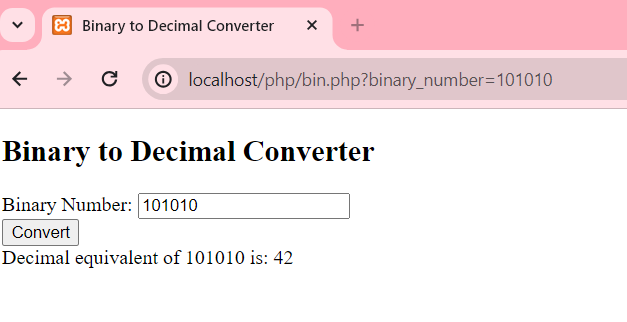 Binary to Decimal Converter
localhost/php/bin.php?binary_number=101010
Binary to Decimal Converter
Binary Number: 101010
Convert
Decimal equivalent of 101010 is: 42